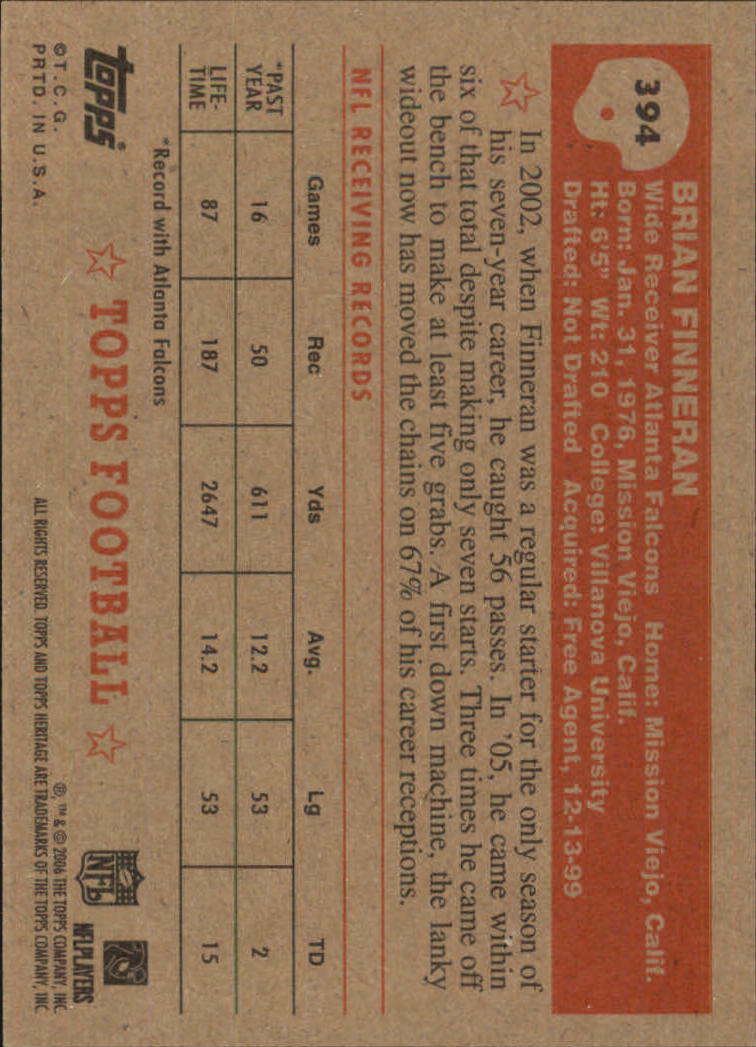 394
BRIAN FINNERAN
Wide Receiver Atlanta Falcons Home: Mission Viejo, Calif.
Born: Jan. 31, 1976, Mission Viejo, Calif.
Ht: 6'5" Wt: 210 College: Villanova University
Drafted: Not Drafted Acquired: Free Agent, 12-13-99
In 2002, when Finneran was a regular starter for the only season of
his seven-year career, he caught 56 passes. In '05, he came within
six of that total despite making only seven starts. Three times he came off
the bench to make at least five grabs. A first down machine, the lanky
wideout now has moved the chains on 67% of his career receptions.
NFL RECEIVING RECORDS
Games Rec Yds Avg. Lg TD
*PAST YEAR 16 50 611 12.2 53 2
LIFE-TIME 87 187 2647 14.2 53 15
*Record with Atlanta Falcons
topps
TOPPS FOOTBALL
NFL
NFLPLAYERS
©T.C.G.
PRTD. IN U.S.A.
®, ™ & © 2006 THE TOPPS COMPANY, INC.
ALL RIGHTS RESERVED. TOPPS AND TOPPS HERITAGE ARE TRADEMARKS OF THE TOPPS COMPANY, INC.